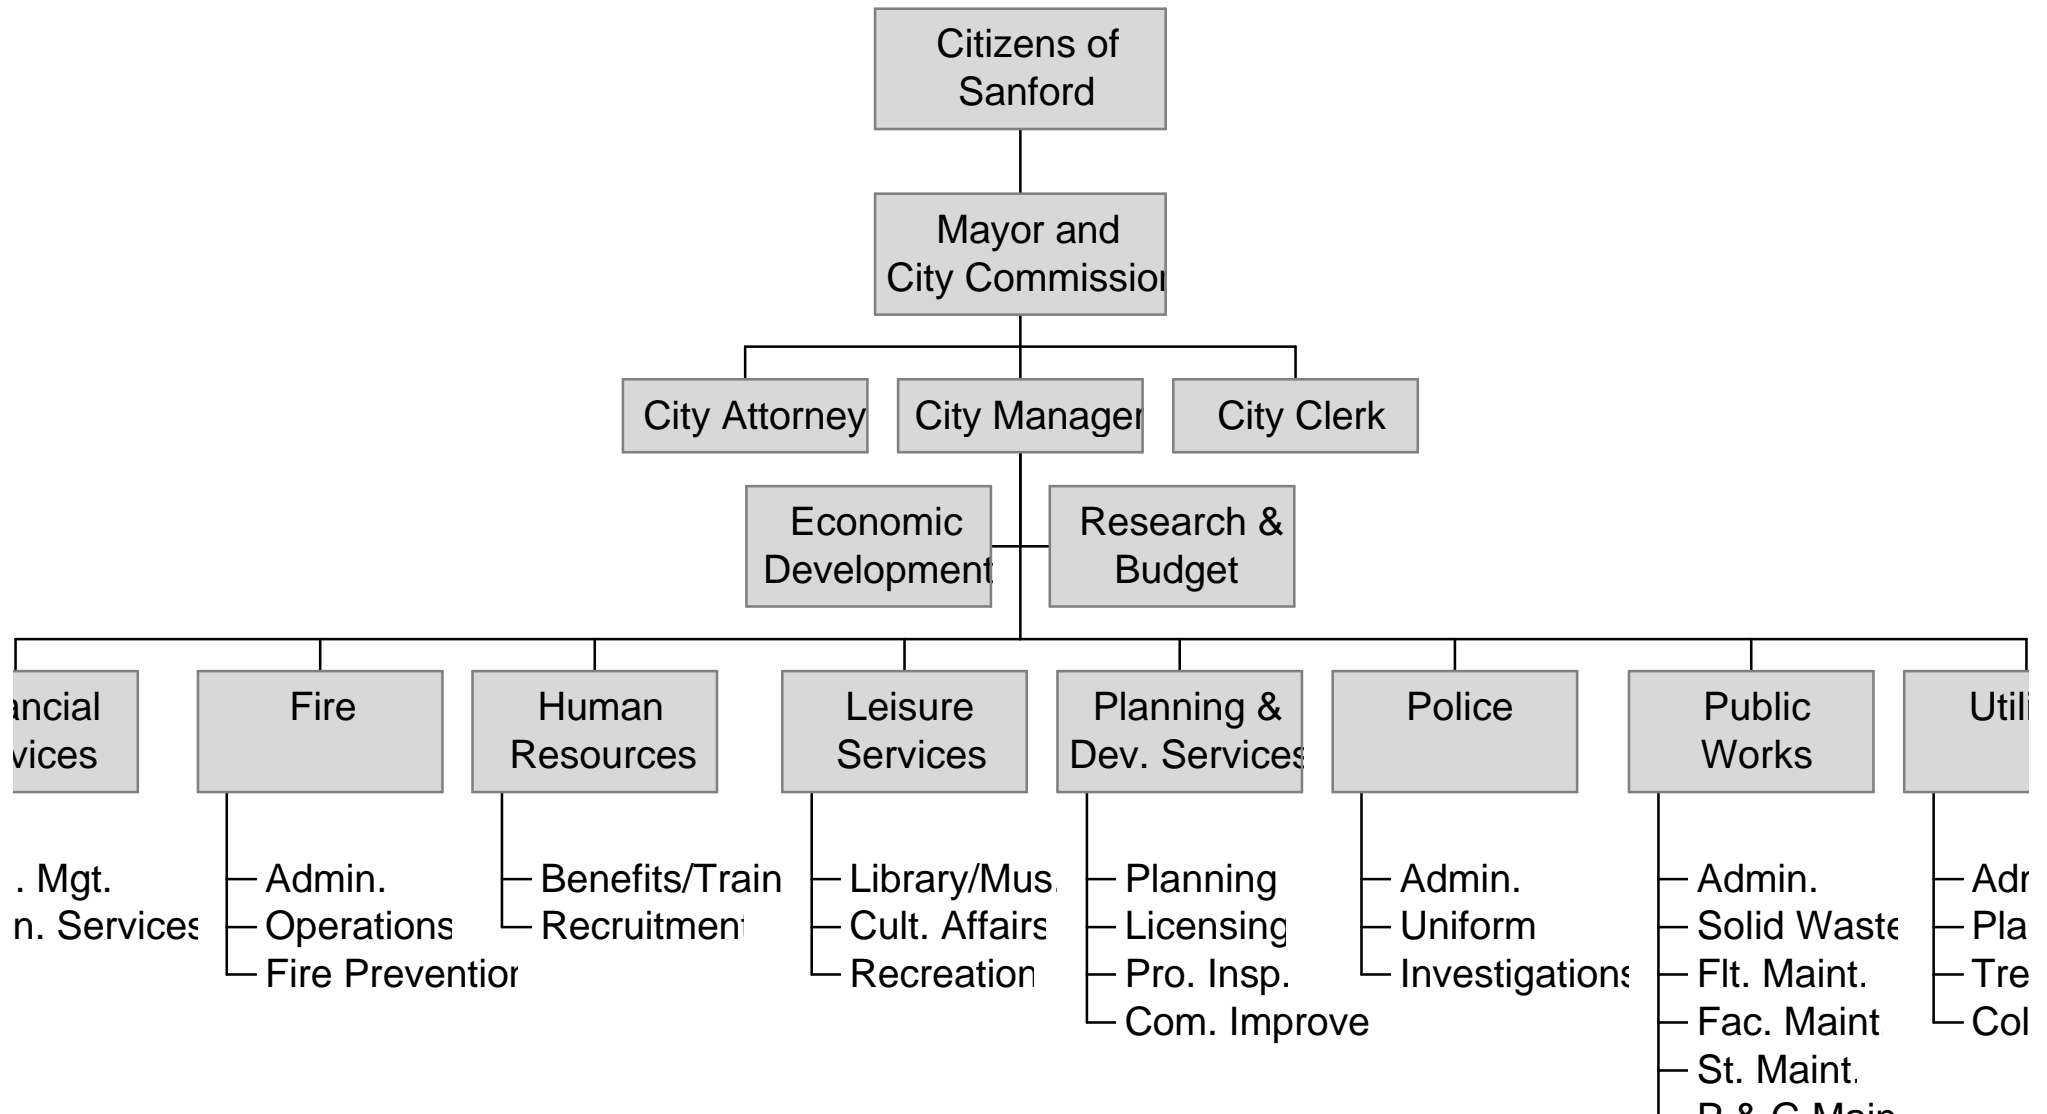 Citizens of
Sanford
Mayor and
City Commission
City Attorney
City Manager
City Clerk
Economic
Development
Research &
Budget
ancial
vices
Fire
Human
Resources
Leisure
Services
Planning &
Dev. Services
Police
Public
Works
Utili
. Mgt.
n. Services
Admin.
Operations
Fire Prevention
Benefits/Train
Recruitment
Library/Mus.
Cult. Affairs
Recreation
Planning
Licensing
Pro. Insp.
Com. Improve
Admin.
Uniform
Investigations
Admin.
Solid Waste
Flt. Maint.
Fac. Maint.
St. Maint.
Adr
Pla
Tre
Col